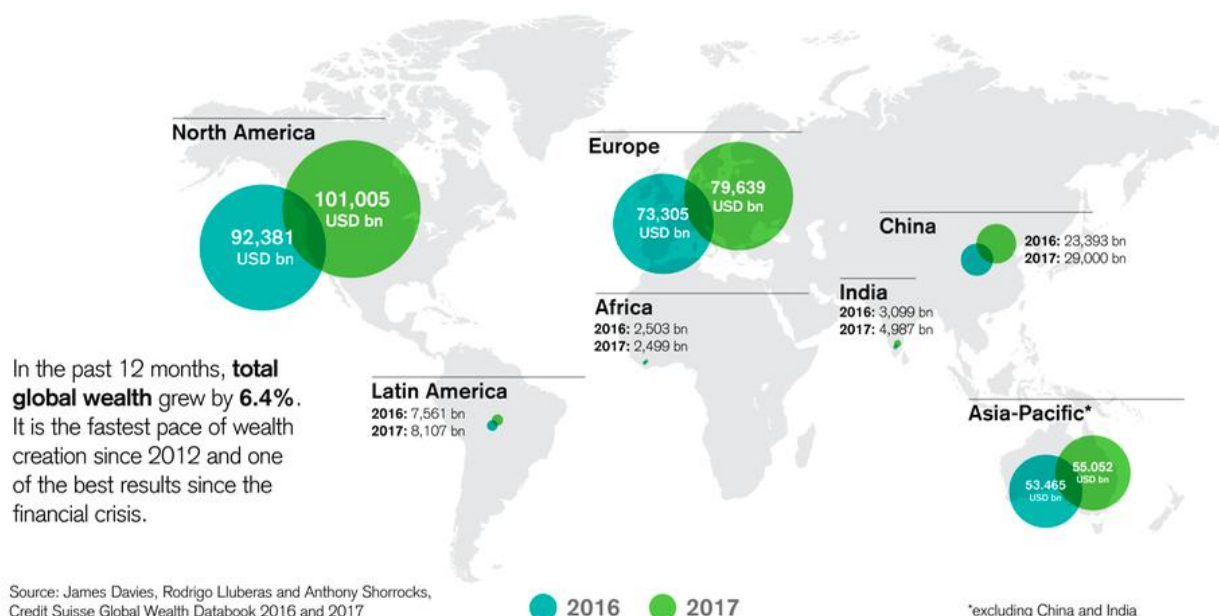 North America
92,381
USD bn
101,005
USD bn
Europe
73,305
USD bn
79,639
USD bn
China
2016: 23,393 bn
2017: 29,000 bn
India
2016: 3,099 bn
2017: 4,987 bn
Africa
2016: 2,503 bn
2017: 2,499 bn
Latin America
2016: 7,561 bn
2017: 8,107 bn
Asia-Pacific*
53.465
USD bn
55.052
USD bn
In the past 12 months, total
global wealth grew by 6.4%.
It is the fastest pace of wealth
creation since 2012 and one
of the best results since the
financial crisis.
Source: James Davies, Rodrigo Lluberas and Anthony Shorrocks,
Credit Suisse Global Wealth Databook 2016 and 2017
2016
2017
*excluding China and India